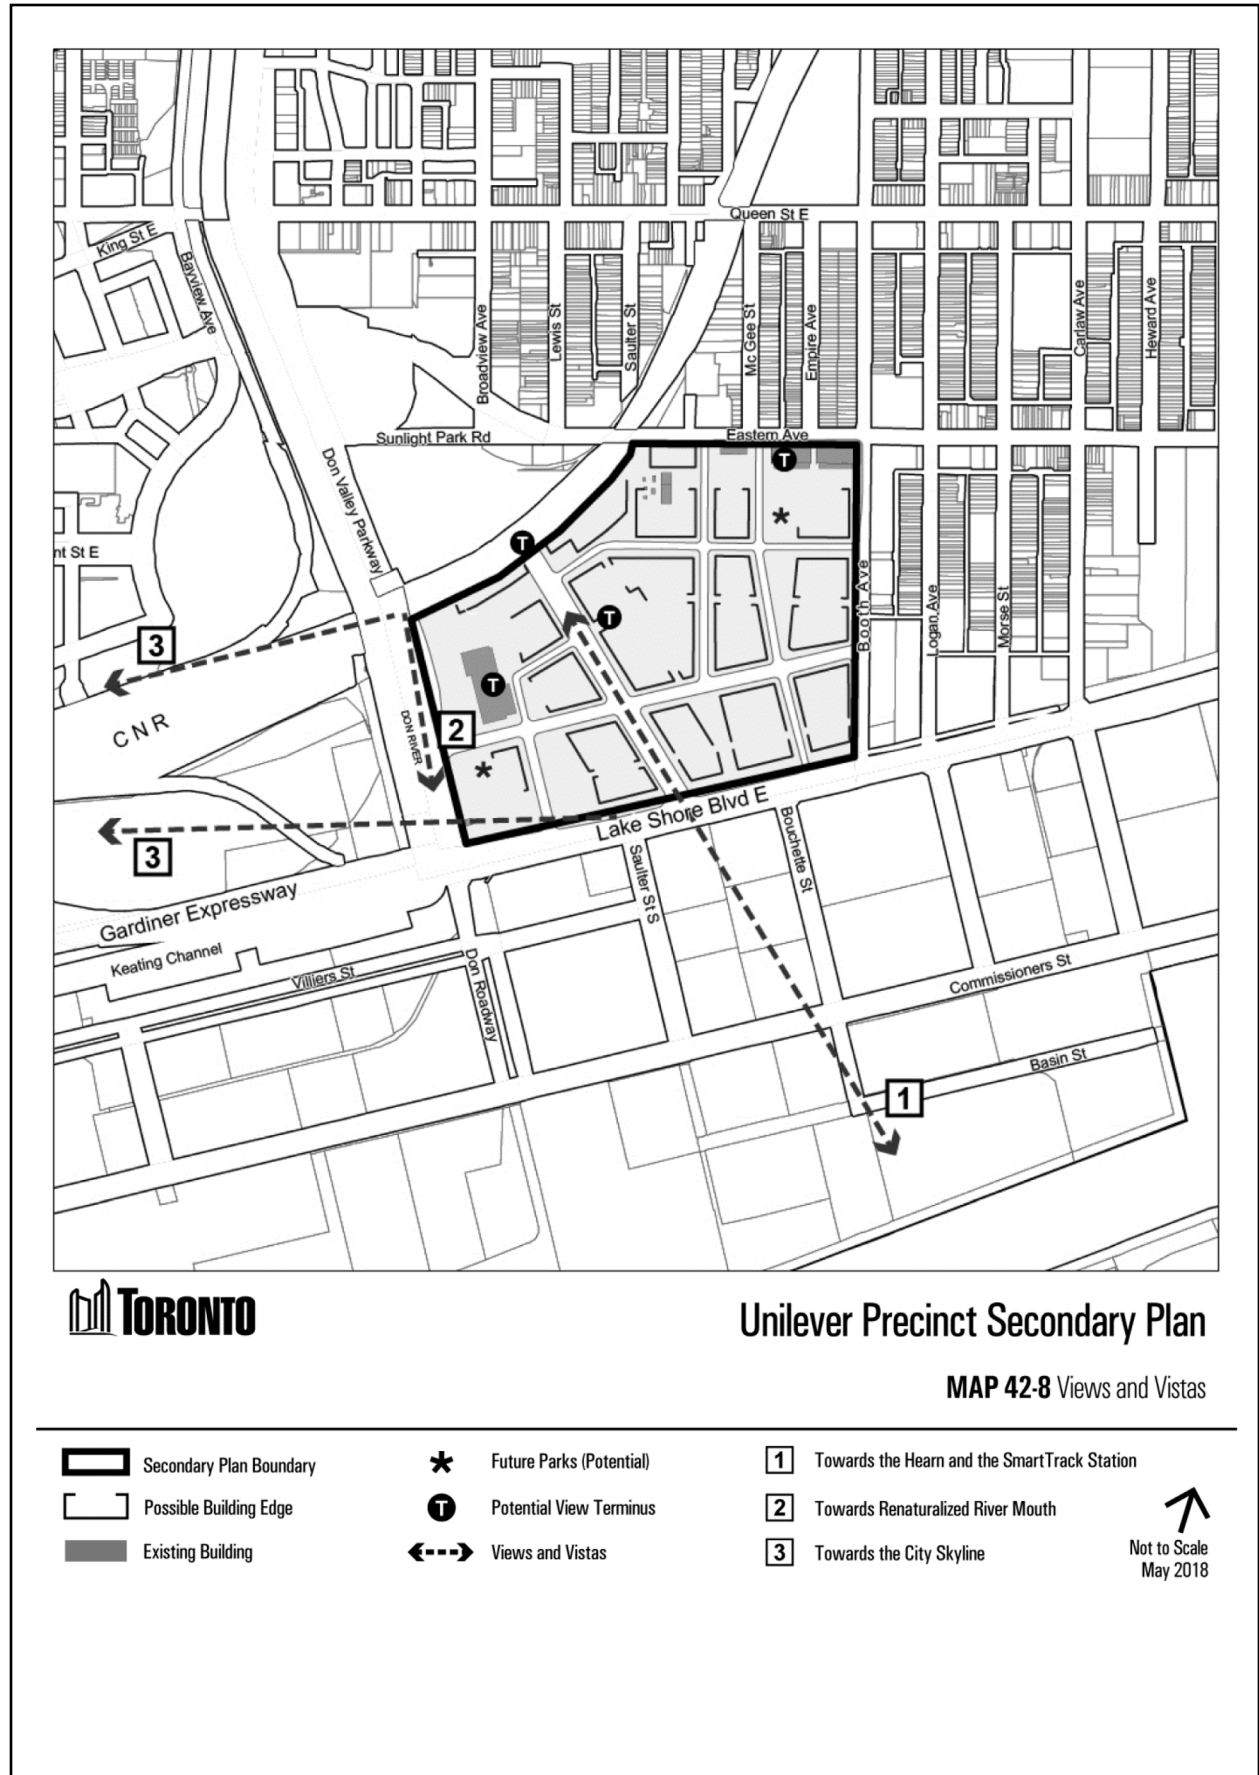 Queen St E
King St E
Bayview Ave
Broadview Ave
Lewis St
Saulter St
Mc Gee St
Empire Ave
Carlaw Ave
Heward Ave
Sunlight Park Rd
Eastern Ave
T
Don Valley Parkway
*
T
nt St E
Booth Ave
Logan Ave
Morse St
T
3
T
CNR
DON RIVER
2
*
Lake Shore Blvd E
3
Saulter St S
Bouchette St
Gardiner Expressway
Keating Channel
Villiers St
Don Roadway
Commissioners St
Basin St
1
TORONTO
Unilever Precinct Secondary Plan
MAP 42-8 Views and Vistas
Secondary Plan Boundary
* Future Parks (Potential)
1 Towards the Hearn and the SmartTrack Station
Possible Building Edge
T Potential View Terminus
2 Towards Renaturalized River Mouth
Existing Building
Views and Vistas
3 Towards the City Skyline
Not to Scale
May 2018